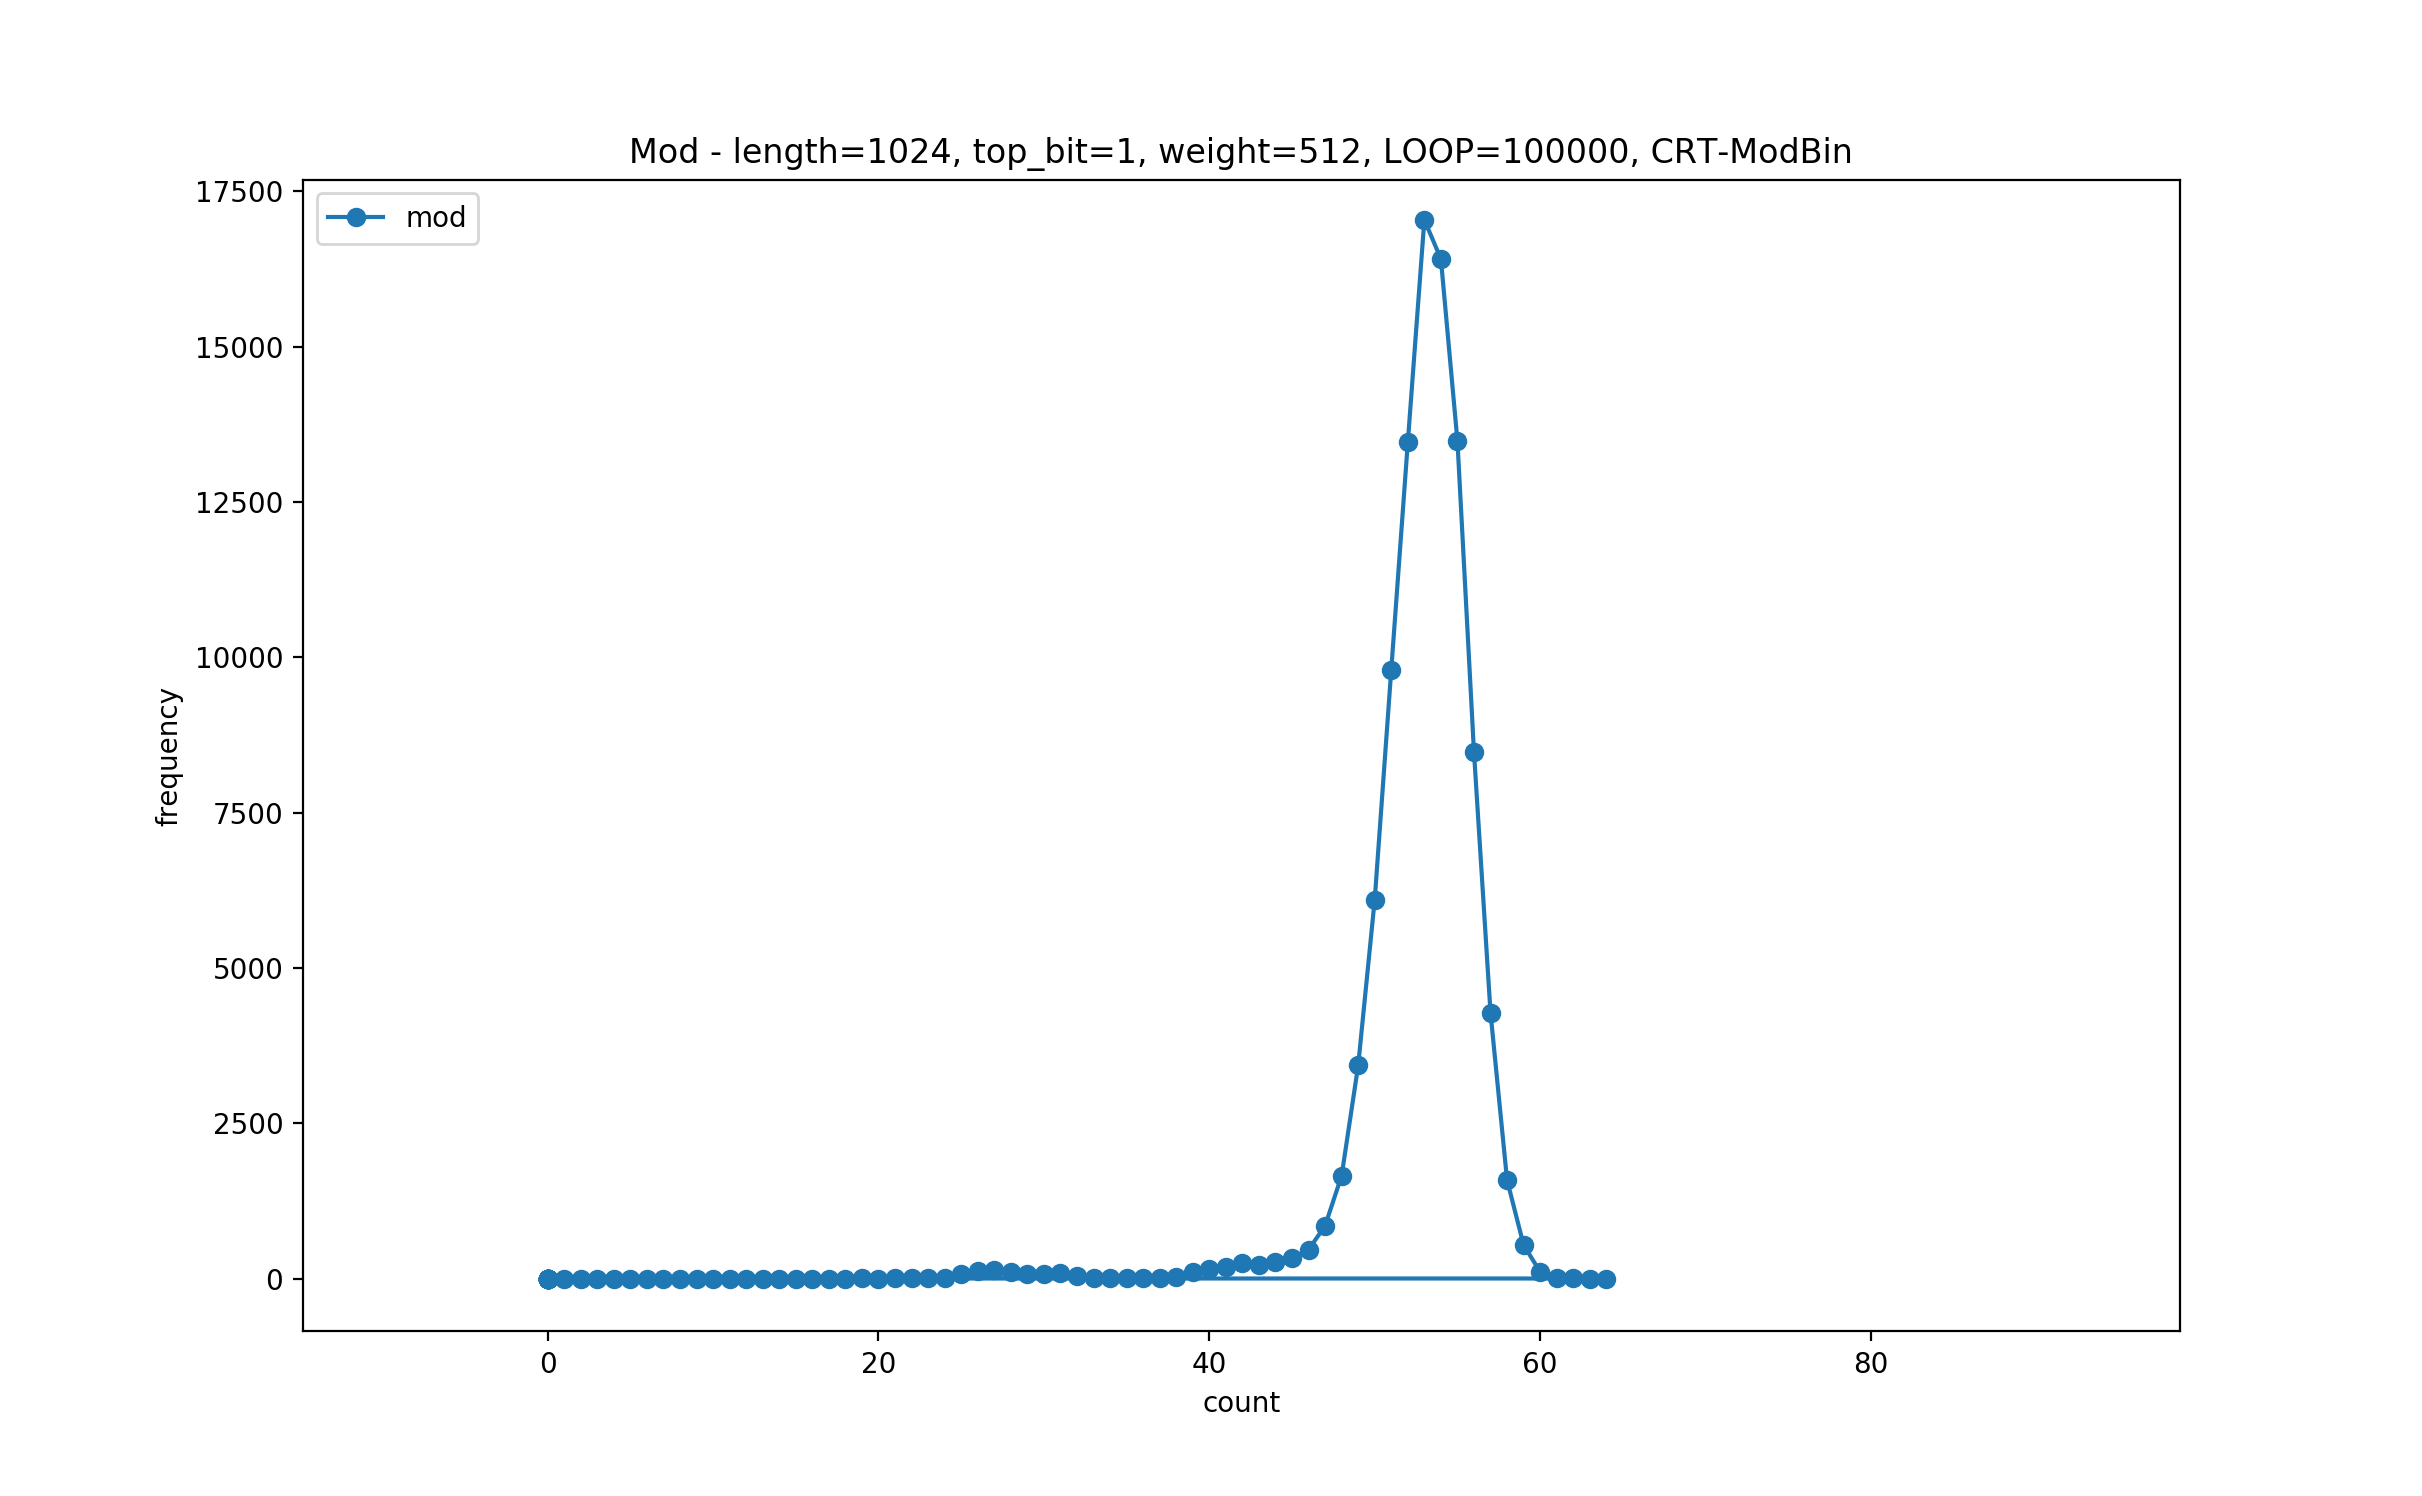 Mod - length=1024, top_bit=1, weight=512, LOOP=100000, CRT-ModBin
mod
17500
15000
12500
10000
7500
5000
2500
0
frequency
0 20 40 60 80
count